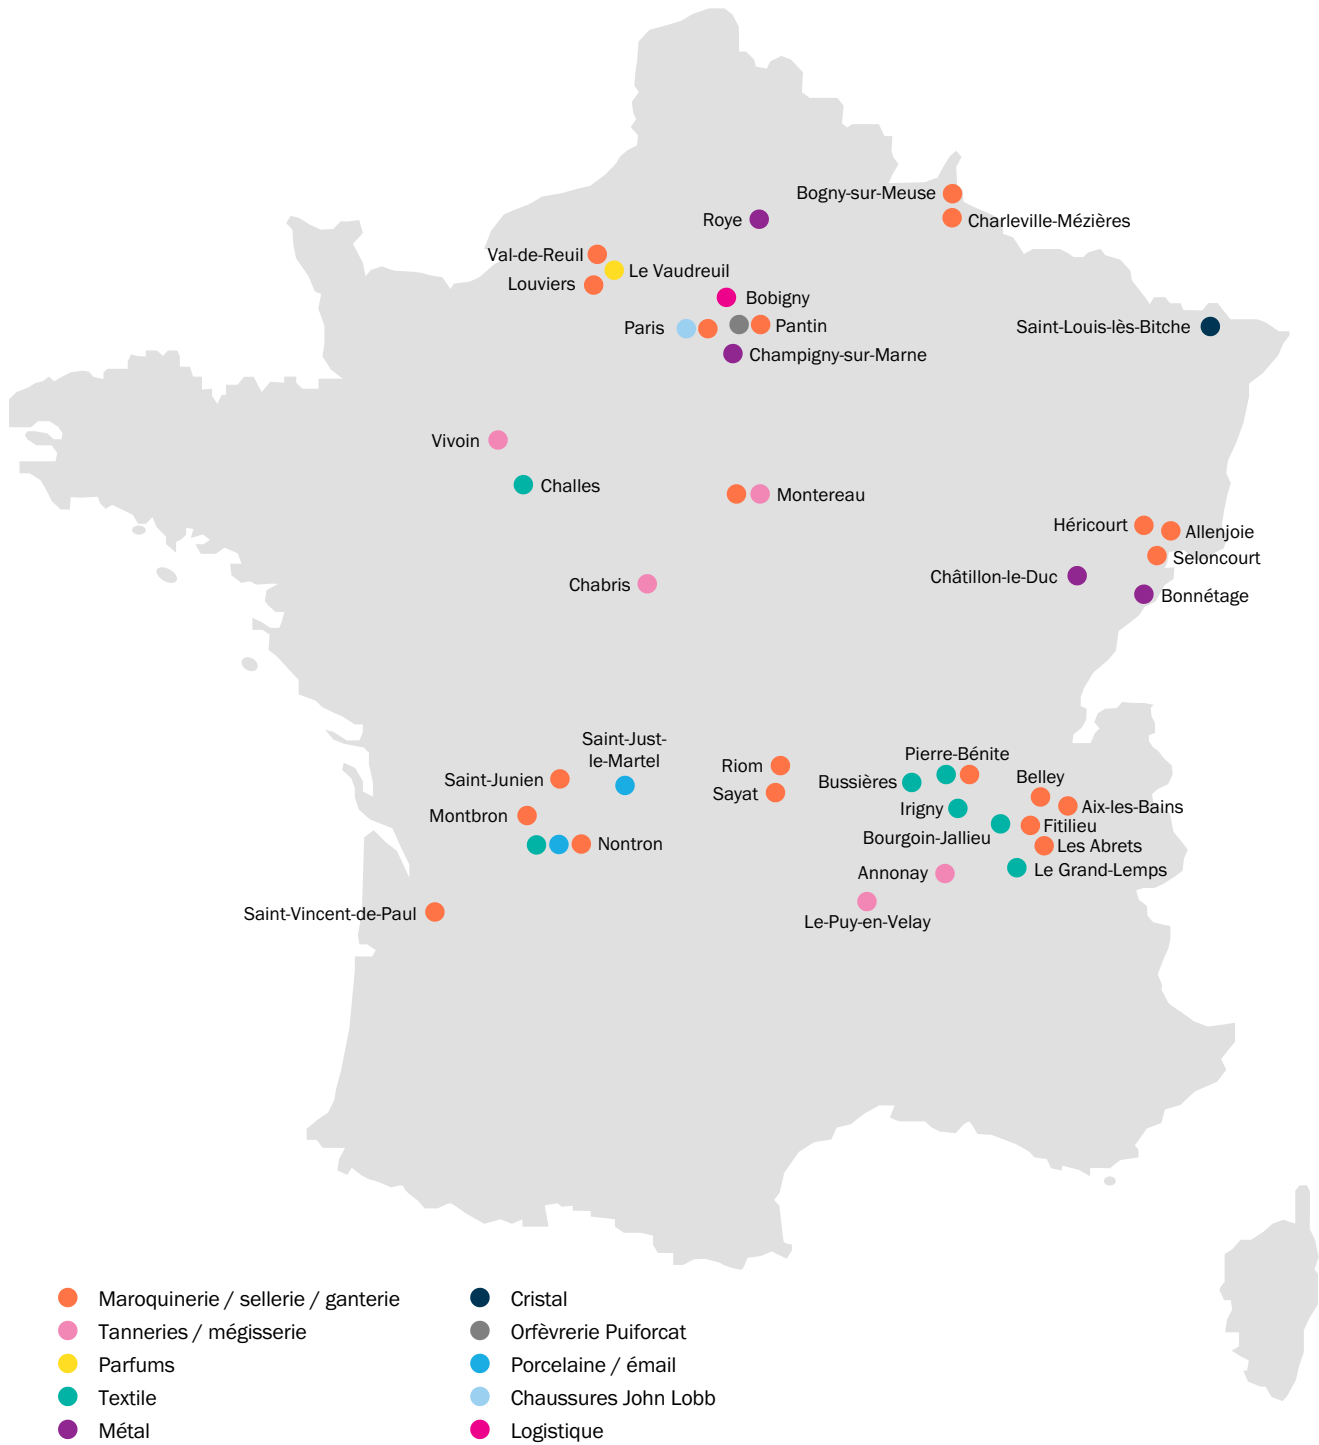 Bogny-sur-Meuse
Roye
Charleville-Mézières
Val-de-Reuil
Le Vaudreuil
Louviers
Bobigny
Paris
Pantin
Saint-Louis-lès-Bitche
Champigny-sur-Marne
Vivoin
Challes
Montereau
Héricourt
Allenjoie
Seloncourt
Châtillon-le-Duc
Chabris
Bonnétage
Saint-Just-
le-Martel
Pierre-Bénite
Riom
Saint-Junien
Bussières
Belley
Sayat
Aix-les-Bains
Irigny
Montbron
Fitilieu
Bourgoin-Jallieu
Nontron
Les Abrets
Annonay
Le Grand-Lemps
Saint-Vincent-de-Paul
Le-Puy-en-Velay
Maroquinerie / sellerie / ganterie
Tanneries / mégisserie
Parfums
Textile
Métal
Cristal
Orfèvrerie Puiforcat
Porcelaine / émail
Chaussures John Lobb
Logistique